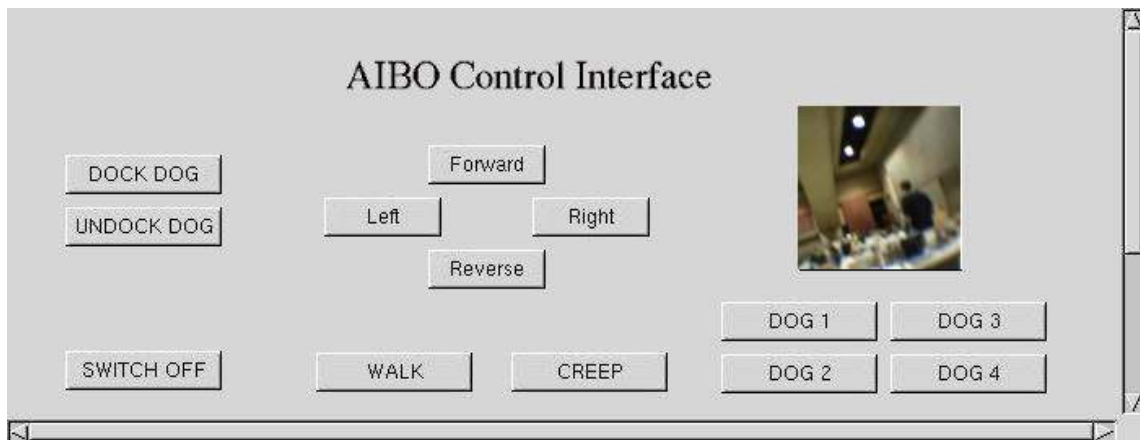 AIBO Control Interface
DOCK DOG
UNDOCK DOG
Forward
Left
Right
Reverse
DOG 1
DOG 3
SWITCH OFF
WALK
CREEP
DOG 2
DOG 4